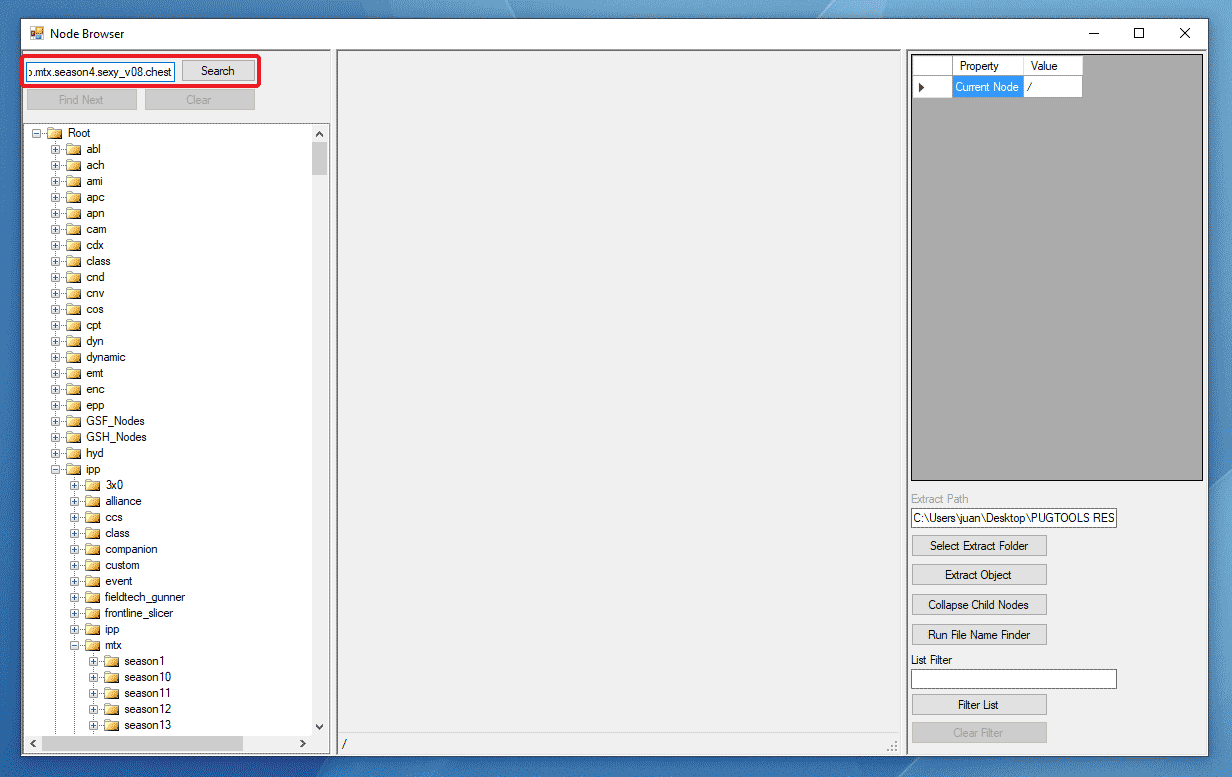 Node Browser
p.mtx.season4.sexy_v08.chest
Search
Find Next
Clear
Root
abl
ach
ami
apc
apn
cam
cdx
class
cnd
cnv
cos
cpt
dyn
dynamic
emt
enc
epp
GSF_Nodes
GSH_Nodes
hyd
ipp
3x0
alliance
ccs
class
companion
custom
event
fieldtech_gunner
frontline_slicer
ipp
mtx
season1
season10
season11
season12
season13
/
Property Value
Current Node /
Extract Path
C:\Users\juan\Desktop\PUGTOOLS RES
Select Extract Folder
Extract Object
Collapse Child Nodes
Run File Name Finder
List Filter
Filter List
Clear Filter